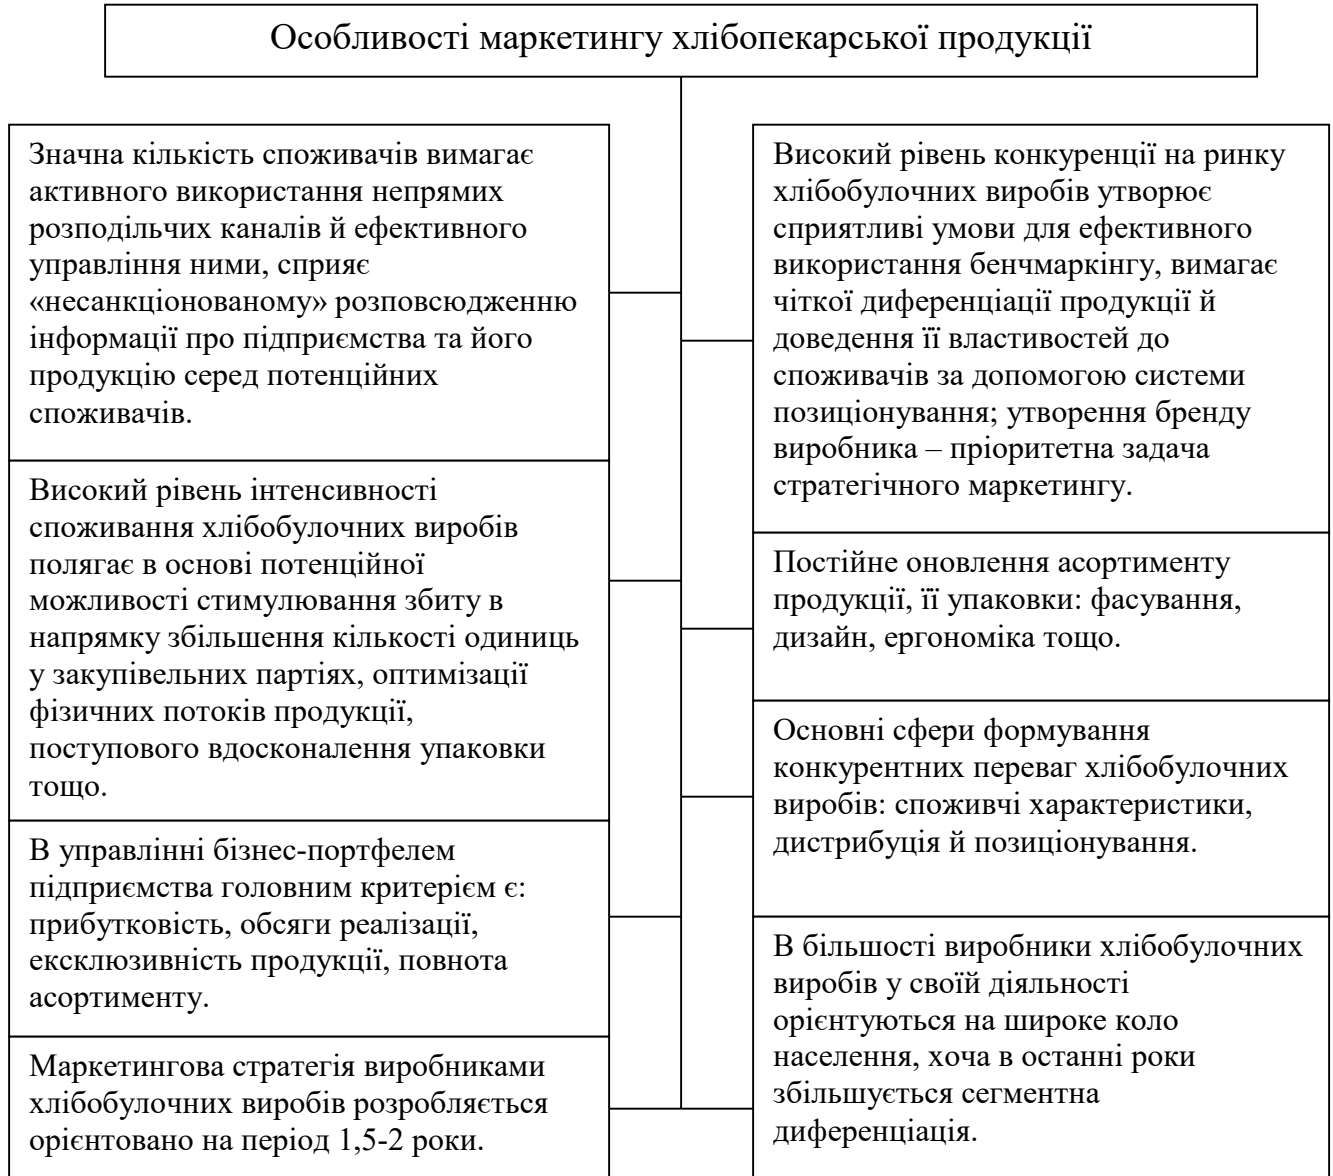 Особливості маркетингу хлібопекарської продукції
Значна кількість споживачів вимагає
активного використання непрямих
розподільчих каналів й ефективного
управління ними, сприяє
«несанкціонованому» розповсюдженню
інформації про підприємства та його
продукцію серед потенційних
споживачів.
Високий рівень інтенсивності
споживання хлібобулочних виробів
полягає в основі потенційної
можливості стимулювання збиту в
напрямку збільшення кількості одиниць
у закупівельних партіях, оптимізації
фізичних потоків продукції,
поступового вдосконалення упаковки
тощо.
В управлінні бізнес-портфелем
підприємства головним критерієм є:
прибутковість, обсяги реалізації,
ексклюзивність продукції, повнота
асортименту.
Маркетингова стратегія виробниками
хлібобулочних виробів розробляється
орієнтовано на період 1,5-2 роки.
Високий рівень конкуренції на ринку
хлібобулочних виробів утворює
сприятливі умови для ефективного
використання бенчмаркінгу, вимагає
чіткої диференціації продукції й
доведення її властивостей до
споживачів за допомогою системи
позиціонування; утворення бренду
виробника – пріоритетна задача
стратегічного маркетингу.
Постійне оновлення асортименту
продукції, її упаковки: фасування,
дизайн, ергономіка тощо.
Основні сфери формування
конкурентних переваг хлібобулочних
виробів: споживчі характеристики,
дистрибуція й позиціонування.
В більшості виробники хлібобулочних
виробів у своїй діяльності
орієнтуються на широке коло
населення, хоча в останні роки
збільшується сегментна
диференціація.